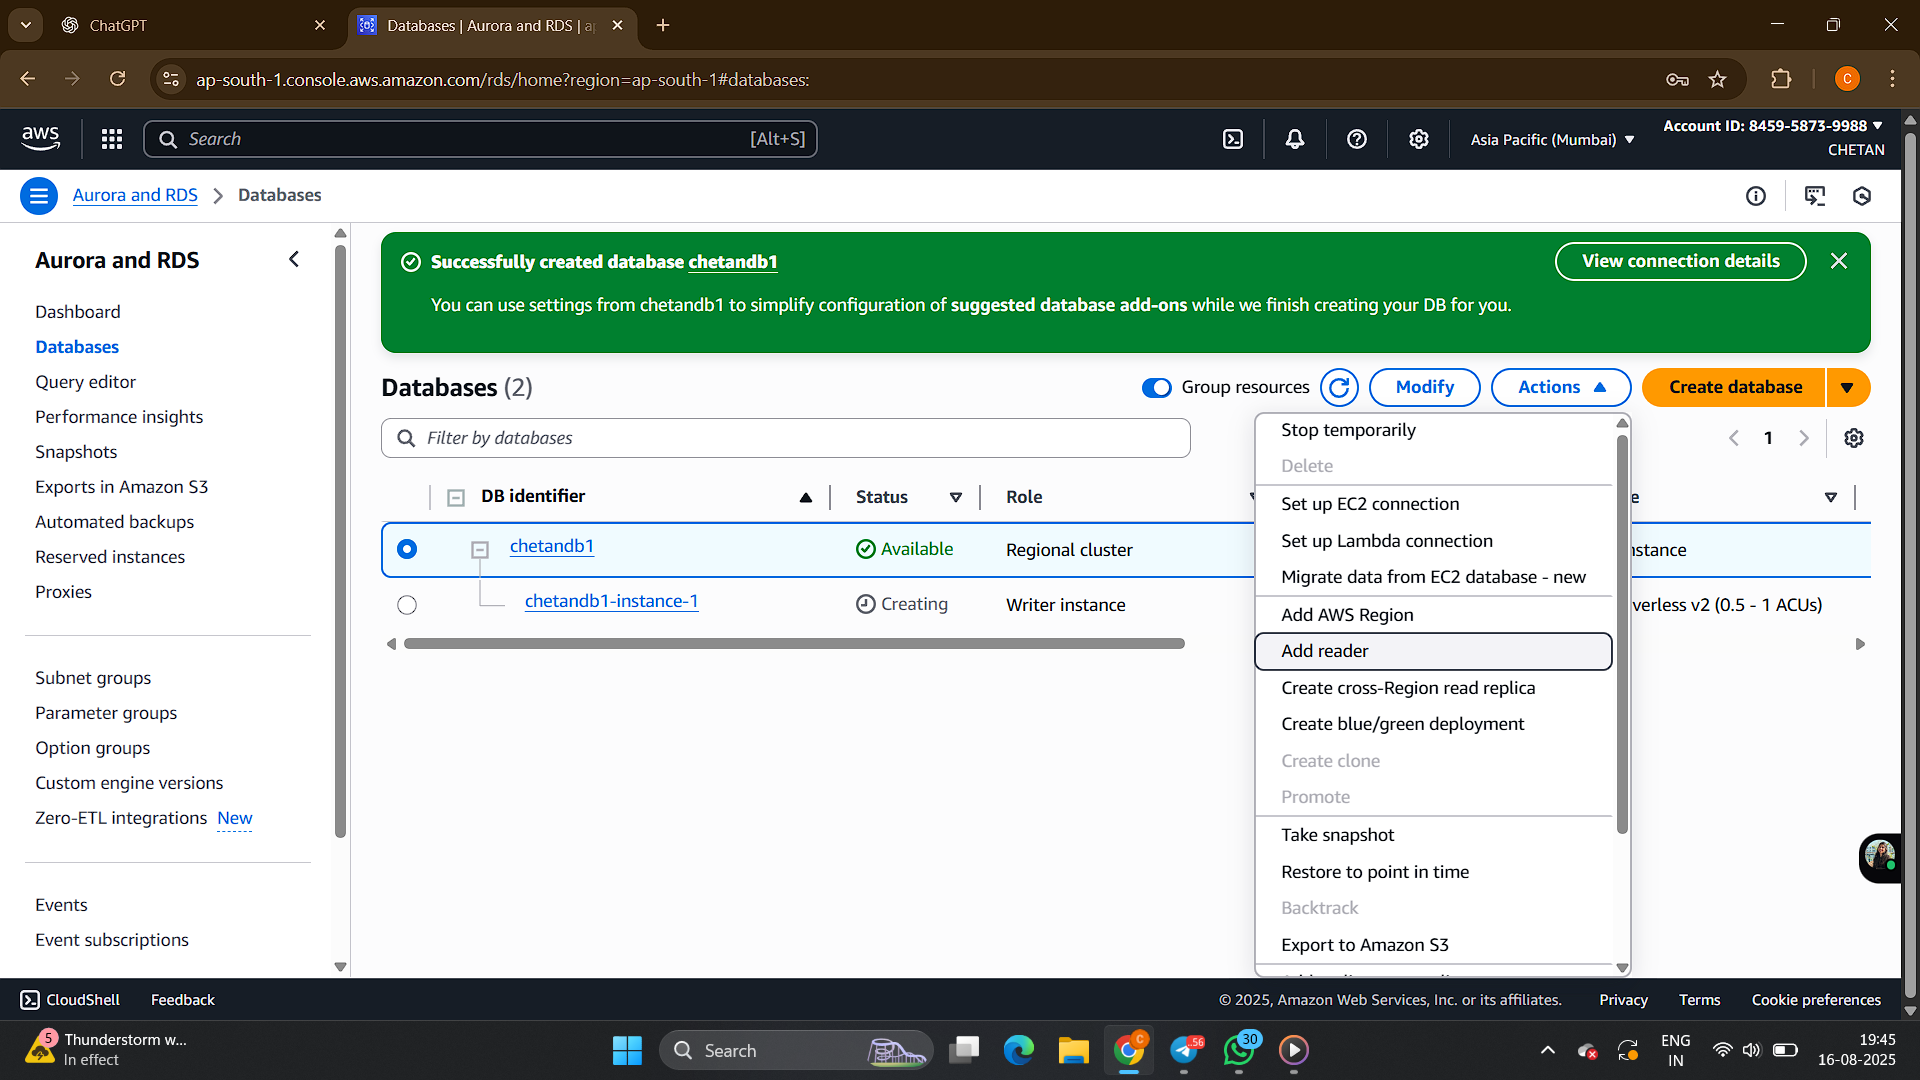 ChatGPT
Databases | Aurora and RDS | ap
ap-south-1.console.aws.amazon.com/rds/home?region=ap-south-1#databases:
C
aws
Search
[Alt+S]
Asia Pacific (Mumbai)
Account ID: 8459-5873-9988
CHETAN
Aurora and RDS
Databases
Aurora and RDS
Dashboard
Databases
Query editor
Performance insights
Snapshots
Exports in Amazon S3
Automated backups
Reserved instances
Proxies
Subnet groups
Parameter groups
Option groups
Custom engine versions
Zero-ETL integrations New
Events
Event subscriptions
Successfully created database chetandb1
View connection details
You can use settings from chetandb1 to simplify configuration of suggested database add-ons while we finish creating your DB for you.
Databases (2)
Group resources
Modify
Actions
Create database
Filter by databases
1
DB identifier
Status
Role
e
chetandb1
Available
Regional cluster
nstance
chetandb1-instance-1
Creating
Writer instance
verless v2 (0.5 - 1 ACUs)
Stop temporarily
Delete
Set up EC2 connection
Set up Lambda connection
Migrate data from EC2 database - new
Add AWS Region
Add reader
Create cross-Region read replica
Create blue/green deployment
Create clone
Promote
Take snapshot
Restore to point in time
Backtrack
Export to Amazon S3
CloudShell
Feedback
© 2025, Amazon Web Services, Inc. or its affiliates.
Privacy
Terms
Cookie preferences
5
Thunderstorm w...
In effect
Search
C
56
30
ENG
IN
19:45
16-08-2025